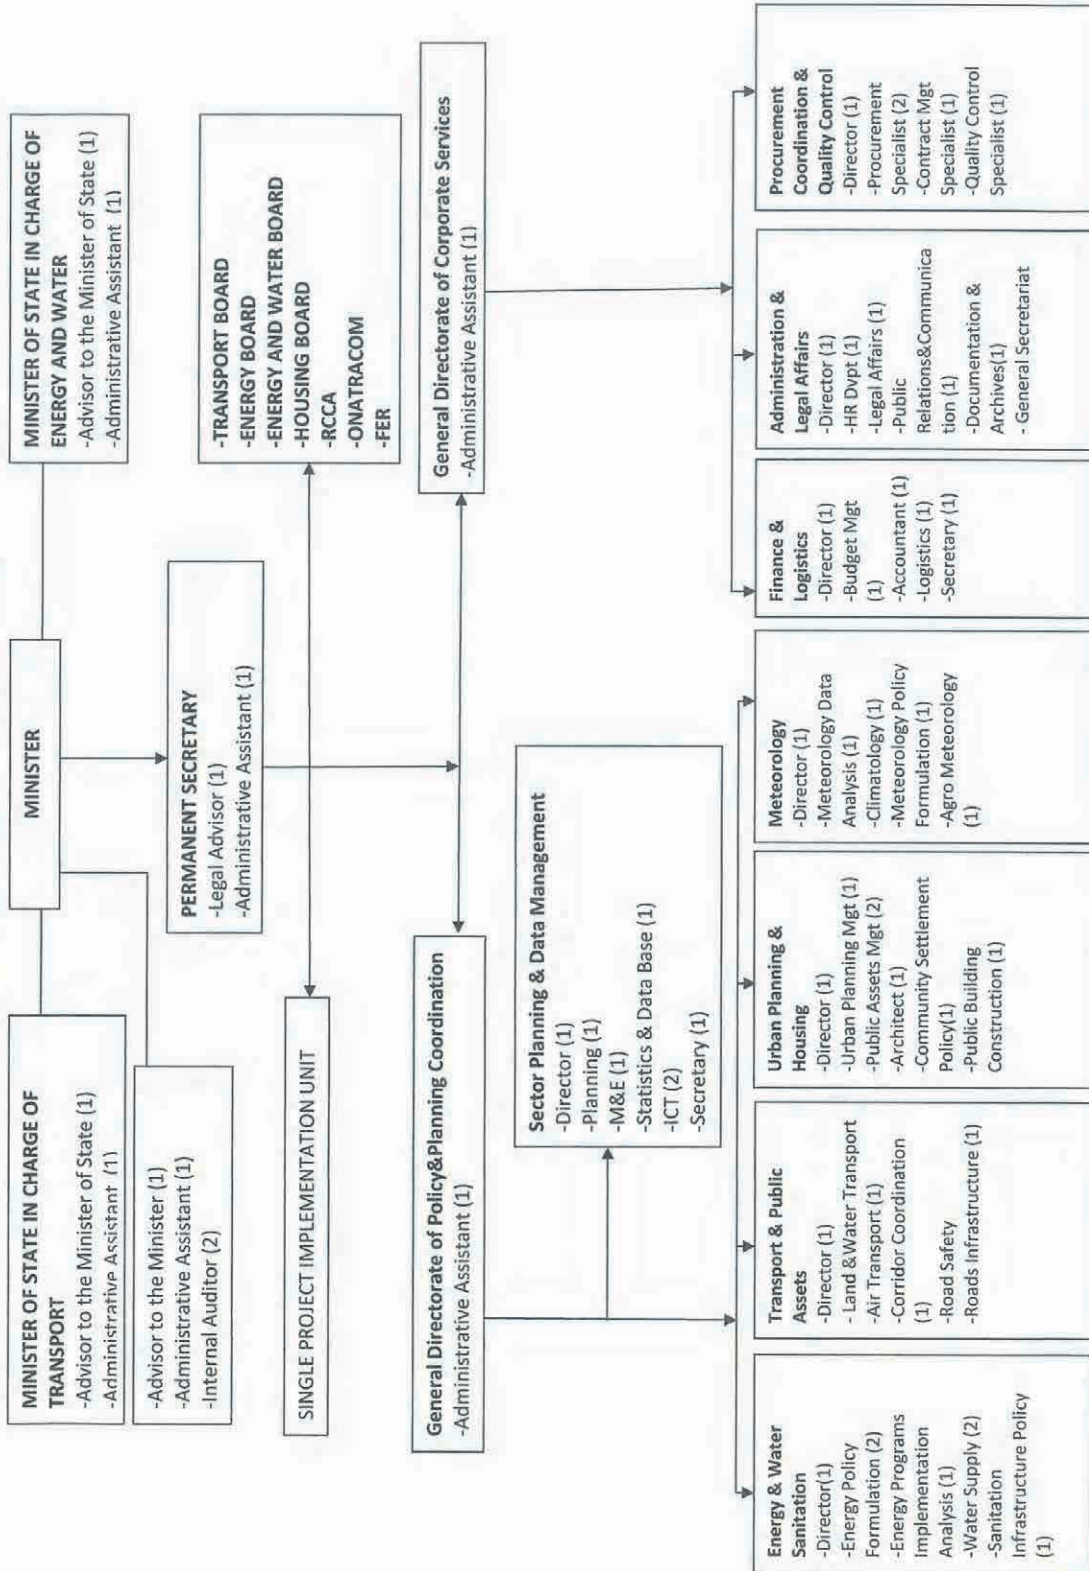 MINISTER OF STATE IN CHARGE OF
TRANSPORT
-Advisor to the Minister of State (1)
-Administrative Assistant (1)
MINISTER
MINISTER OF STATE IN CHARGE OF
ENERGY AND WATER
-Advisor to the Minister of State (1)
-Administrative Assistant (1)
-Advisor to the Minister (1)
-Administrative Assistant (1)
-Internal Auditor (2)
PERMANENT SECRETARY
-Legal Advisor (1)
-Administrative Assistant (1)
SINGLE PROJECT IMPLEMENTATION UNIT
-TRANSPORT BOARD
-ENERGY BOARD
-ENERGY AND WATER BOARD
-HOUSING BOARD
-RCCA
-ONATRACOM
-FER
General Directorate of Policy&Planning Coordination
-Administrative Assistant (1)
General Directorate of Corporate Services
-Administrative Assistant (1)
Sector Planning & Data Management
-Director (1)
-Planning (1)
-M&E (1)
-Statistics & Data Base (1)
-ICT (2)
-Secretary (1)
Energy & Water
Sanitation
-Director(1)
-Energy Policy
Formulation (2)
-Energy Programs
Implementation
Analysis (1)
-Water Supply (2)
-Sanitation
Infrastructure Policy
(1)
Transport & Public
Assets
-Director (1)
- Land &Water Transport
-Air Transport (1)
-Corridor Coordination
(1)
-Road Safety
-Roads Infrastructure (1)
Urban Planning &
Housing
-Director (1)
-Urban Planning Mgt (1)
-Public Assets Mgt (2)
-Architect (1)
-Community Settlement
Policy(1)
-Public Building
Construction (1)
Meteorology
-Director (1)
-Meteorology Data
Analysis (1)
-Climatology (1)
-Meteorology Policy
Formulation (1)
-Agro Meteorology
(1)
Finance &
Logistics
-Director (1)
-Budget Mgt
(1)
-Accountant (1)
-Logistics (1)
-Secretary (1)
Administration &
Legal Affairs
-Director (1)
-HR Dvpt (1)
-Legal Affairs (1)
-Public
Relations&Communica
tion (1)
-Documentation &
Archives(1)
- General Secretariat
Procurement
Coordination &
Quality Control
-Director (1)
-Procurement
Specialist (2)
-Contract Mgt
Specialist (1)
-Quality Control
Specialist (1)